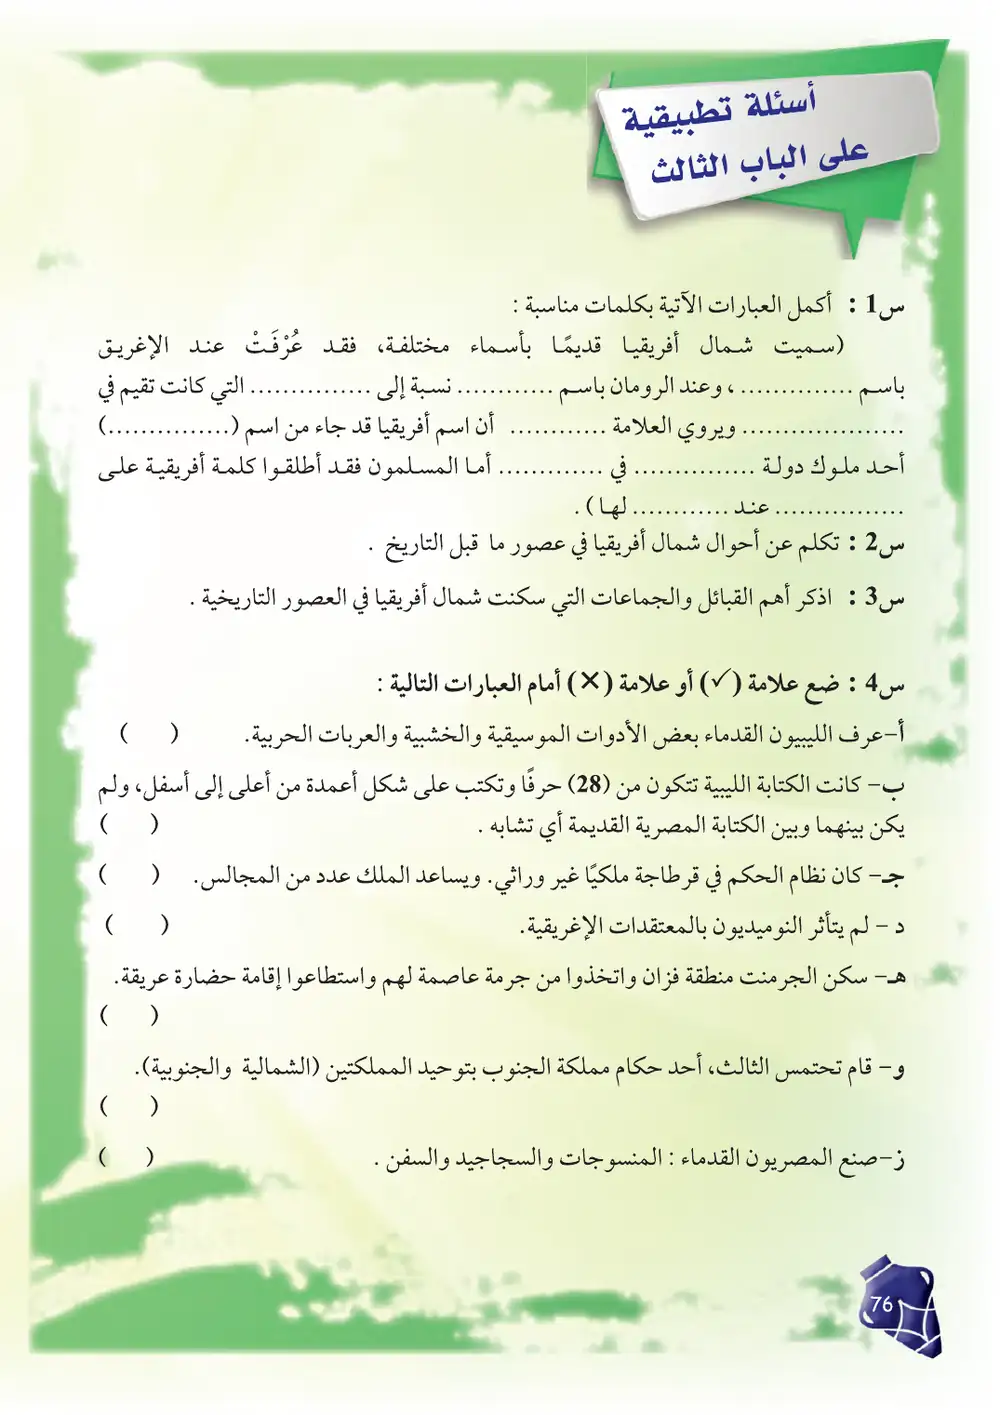 أسئلة تطبيقية
على الباب الثالث
س1 : أكمل العبارات الآتية بكلمات مناسبة :
(سميت شمال أفريقيا قديمًا بأسماء مختلفة، فقد عُرْفَتْ عند الإغريق
باسم .............. ، وعند الرومان باسم ............ نسبة إلى ............... التي كانت تقيم في
.................... ويروي العلامة ............ أن اسم أفريقيا قد جاء من اسم (...............)
أحد ملوك دولة ............... في ............. أما المسلمون فقد أطلقوا كلمة أفريقية على
................ عند ............ لها ) .
س2 : تكلم عن أحوال شمال أفريقيا في عصور ما قبل التاريخ .
س3 : اذكر أهم القبائل والجماعات التي سكنت شمال أفريقيا في العصور التاريخية .
س4 : ضع علامة (✓) أو علامة (✕) أمام العبارات التالية :
أ-عرف الليبيون القدماء بعض الأدوات الموسيقية والخشبية والعربات الحربية. ( )
ب- كانت الكتابة الليبية تتكون من (28) حرفًا وتكتب على شكل أعمدة من أعلى إلى أسفل، ولم
يكن بينهما وبين الكتابة المصرية القديمة أي تشابه . ( )
جـ- كان نظام الحكم في قرطاجة ملكيًا غير وراثي. ويساعد الملك عدد من المجالس. ( )
د - لم يتأثر النوميديون بالمعتقدات الإغريقية. ( )
هـ- سكن الجرمنت منطقة فزان واتخذوا من جرمة عاصمة لهم واستطاعوا إقامة حضارة عريقة.
( )
و- قام تحتمس الثالث، أحد حكام مملكة الجنوب بتوحيد المملكتين (الشمالية والجنوبية).
( )
ز-صنع المصريون القدماء : المنسوجات والسجاجيد والسفن . ( )
76